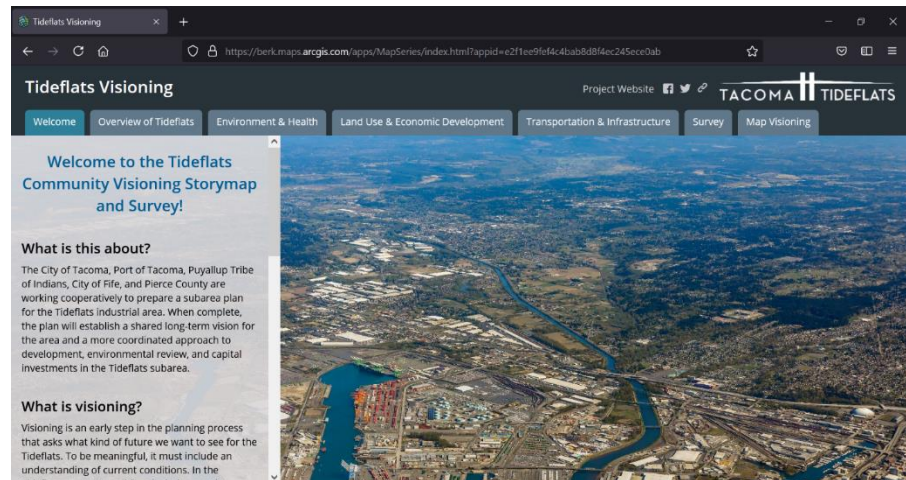 Tideflats Visioning
https://berk.maps.arcgis.com/apps/MapSeries/index.html?appid=e2f1ee9fef4c4bab8d8f4ec245ece0ab
Tideflats Visioning
Project Website
TACOMA TIDEFLATS
Welcome
Overview of Tideflats
Environment & Health
Land Use & Economic Development
Transportation & Infrastructure
Survey
Map Visioning
Welcome to the Tideflats
Community Visioning Storymap
and Survey!
What is this about?
The City of Tacoma, Port of Tacoma, Puyallup Tribe
of Indians, City of Fife, and Pierce County are
working cooperatively to prepare a subarea plan
for the Tideflats industrial area. When complete,
the plan will establish a shared long-term vision for
the area and a more coordinated approach to
development, environmental review, and capital
investments in the Tideflats subarea.
What is visioning?
Visioning is an early step in the planning process
that asks what kind of future we want to see for the
Tideflats. To be meaningful, it must include an
understanding of current conditions. In the